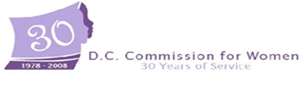 30
1978 - 2008
D.C. Commission for Women
30 Years of Service